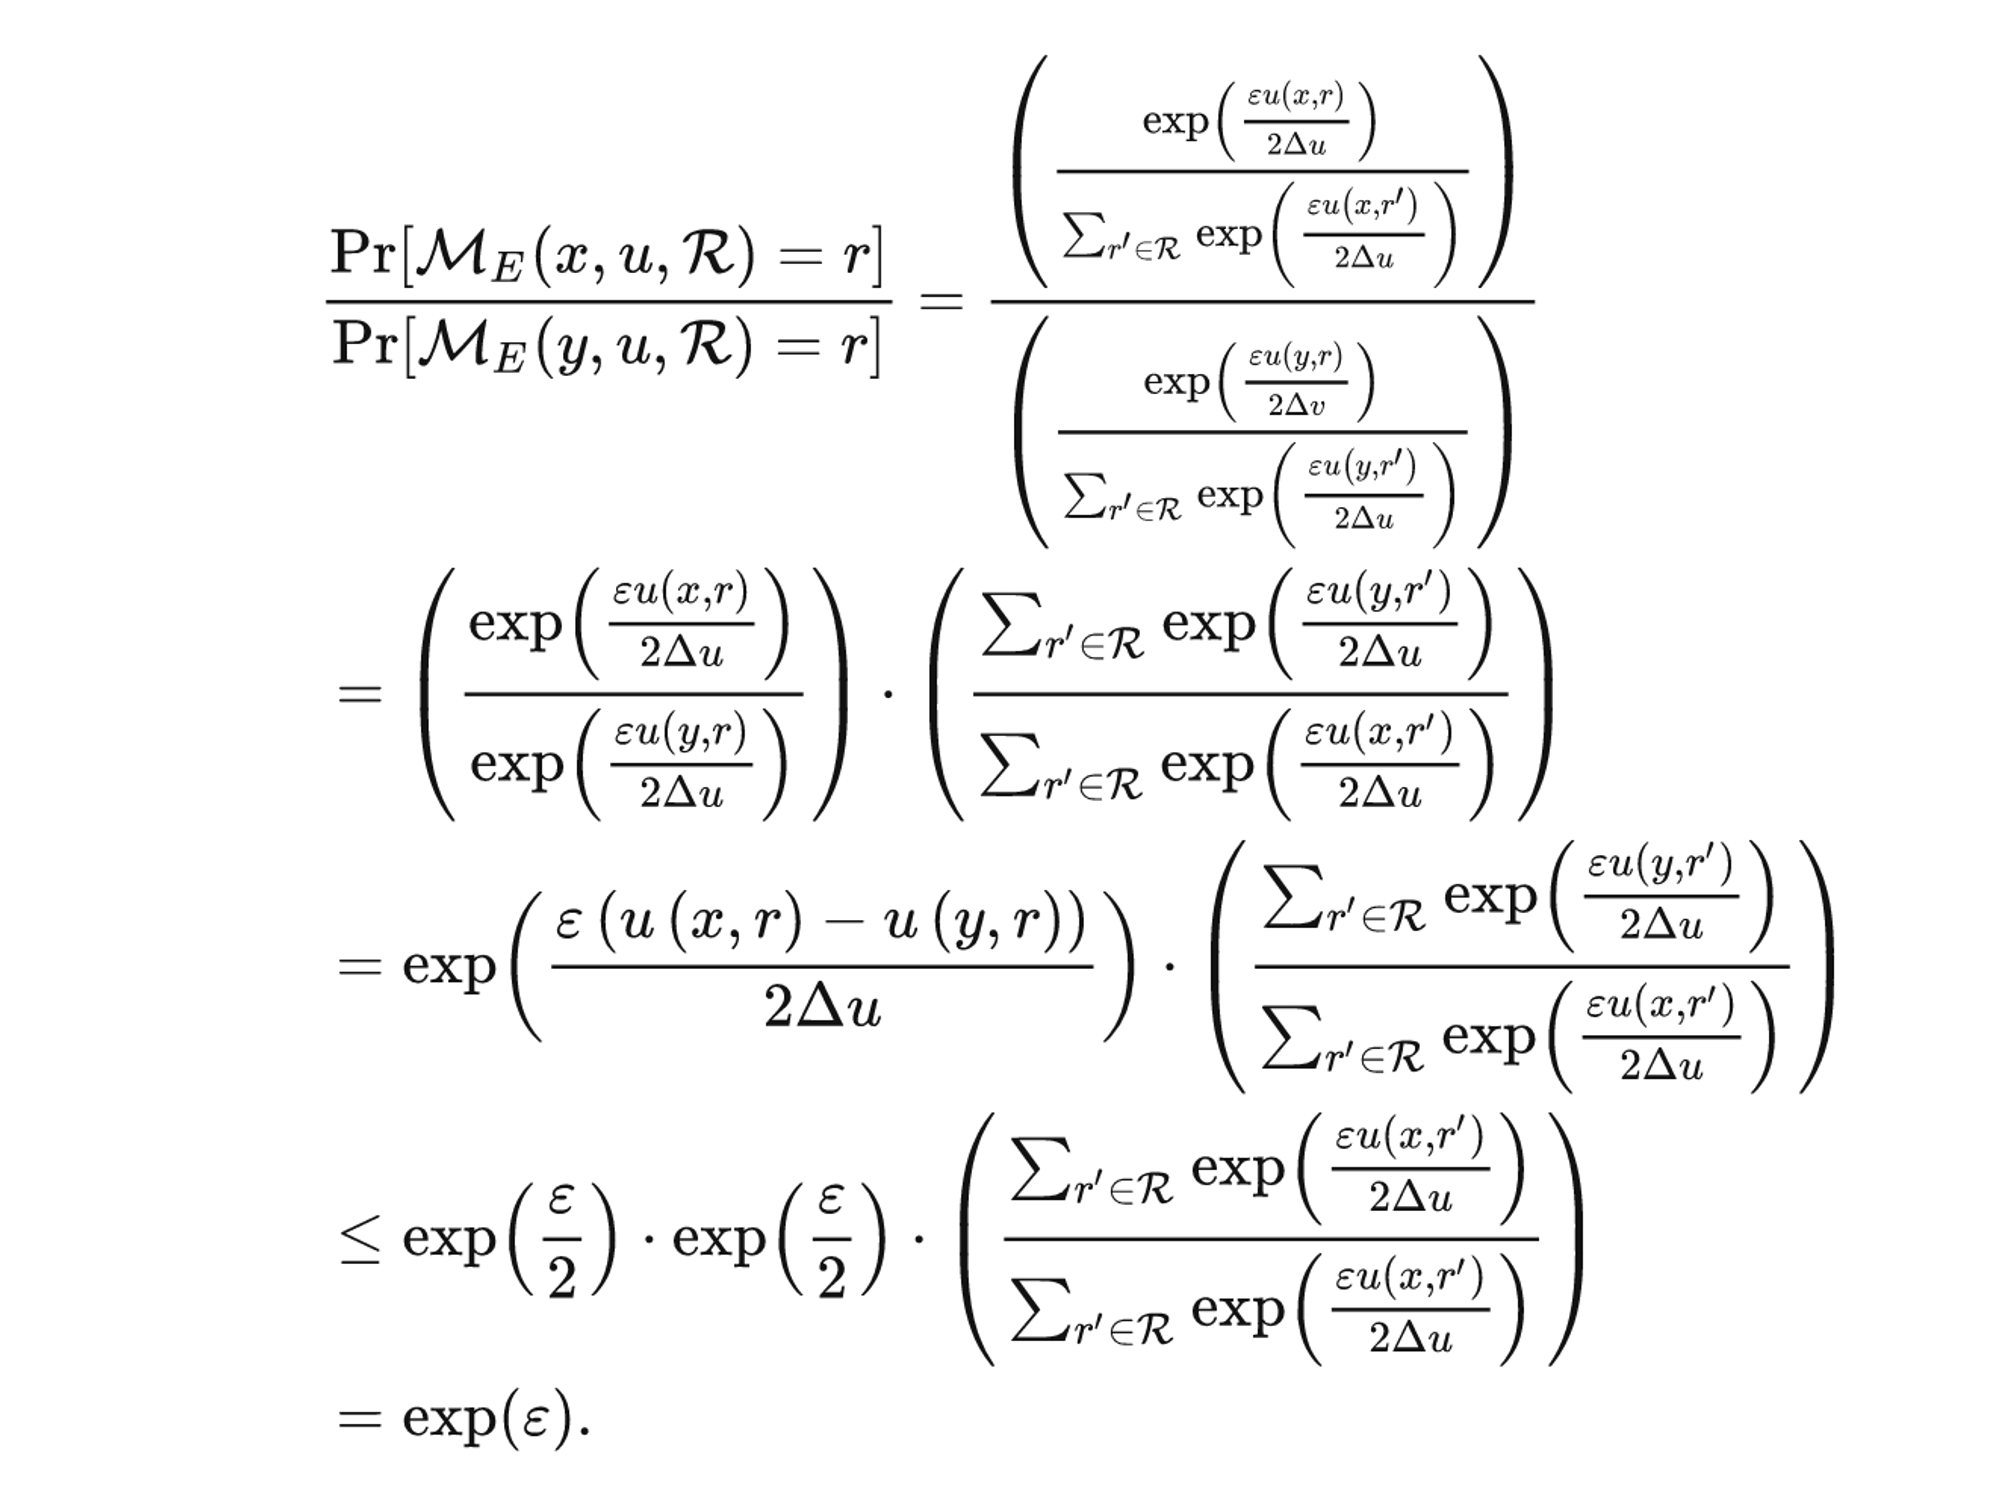 \frac{\Pr[\mathcal{M}_E(x, u, \mathcal{R}) = r]}{\Pr[\mathcal{M}_E(y, u, \mathcal{R}) = r]} = \frac{\left( \frac{\exp\left( \frac{\varepsilon u(x,r)}{2\Delta u} \right)}{\sum_{r' \in \mathcal{R}} \exp\left( \frac{\varepsilon u(x,r')}{2\Delta u} \right)} \right)}{\left( \frac{\exp\left( \frac{\varepsilon u(y,r)}{2\Delta v} \right)}{\sum_{r' \in \mathcal{R}} \exp\left( \frac{\varepsilon u(y,r')}{2\Delta u} \right)} \right)}
= \left( \frac{\exp\left( \frac{\varepsilon u(x,r)}{2\Delta u} \right)}{\exp\left( \frac{\varepsilon u(y,r)}{2\Delta u} \right)} \right) \cdot \left( \frac{\sum_{r' \in \mathcal{R}} \exp\left( \frac{\varepsilon u(y,r')}{2\Delta u} \right)}{\sum_{r' \in \mathcal{R}} \exp\left( \frac{\varepsilon u(x,r')}{2\Delta u} \right)} \right)
= \exp\left( \frac{\varepsilon (u (x, r) - u (y, r))}{2\Delta u} \right) \cdot \left( \frac{\sum_{r' \in \mathcal{R}} \exp\left( \frac{\varepsilon u(y,r')}{2\Delta u} \right)}{\sum_{r' \in \mathcal{R}} \exp\left( \frac{\varepsilon u(x,r')}{2\Delta u} \right)} \right)
\leq \exp\left( \frac{\varepsilon}{2} \right) \cdot \exp\left( \frac{\varepsilon}{2} \right) \cdot \left( \frac{\sum_{r' \in \mathcal{R}} \exp\left( \frac{\varepsilon u(x,r')}{2\Delta u} \right)}{\sum_{r' \in \mathcal{R}} \exp\left( \frac{\varepsilon u(x,r')}{2\Delta u} \right)} \right)
= \exp(\varepsilon).